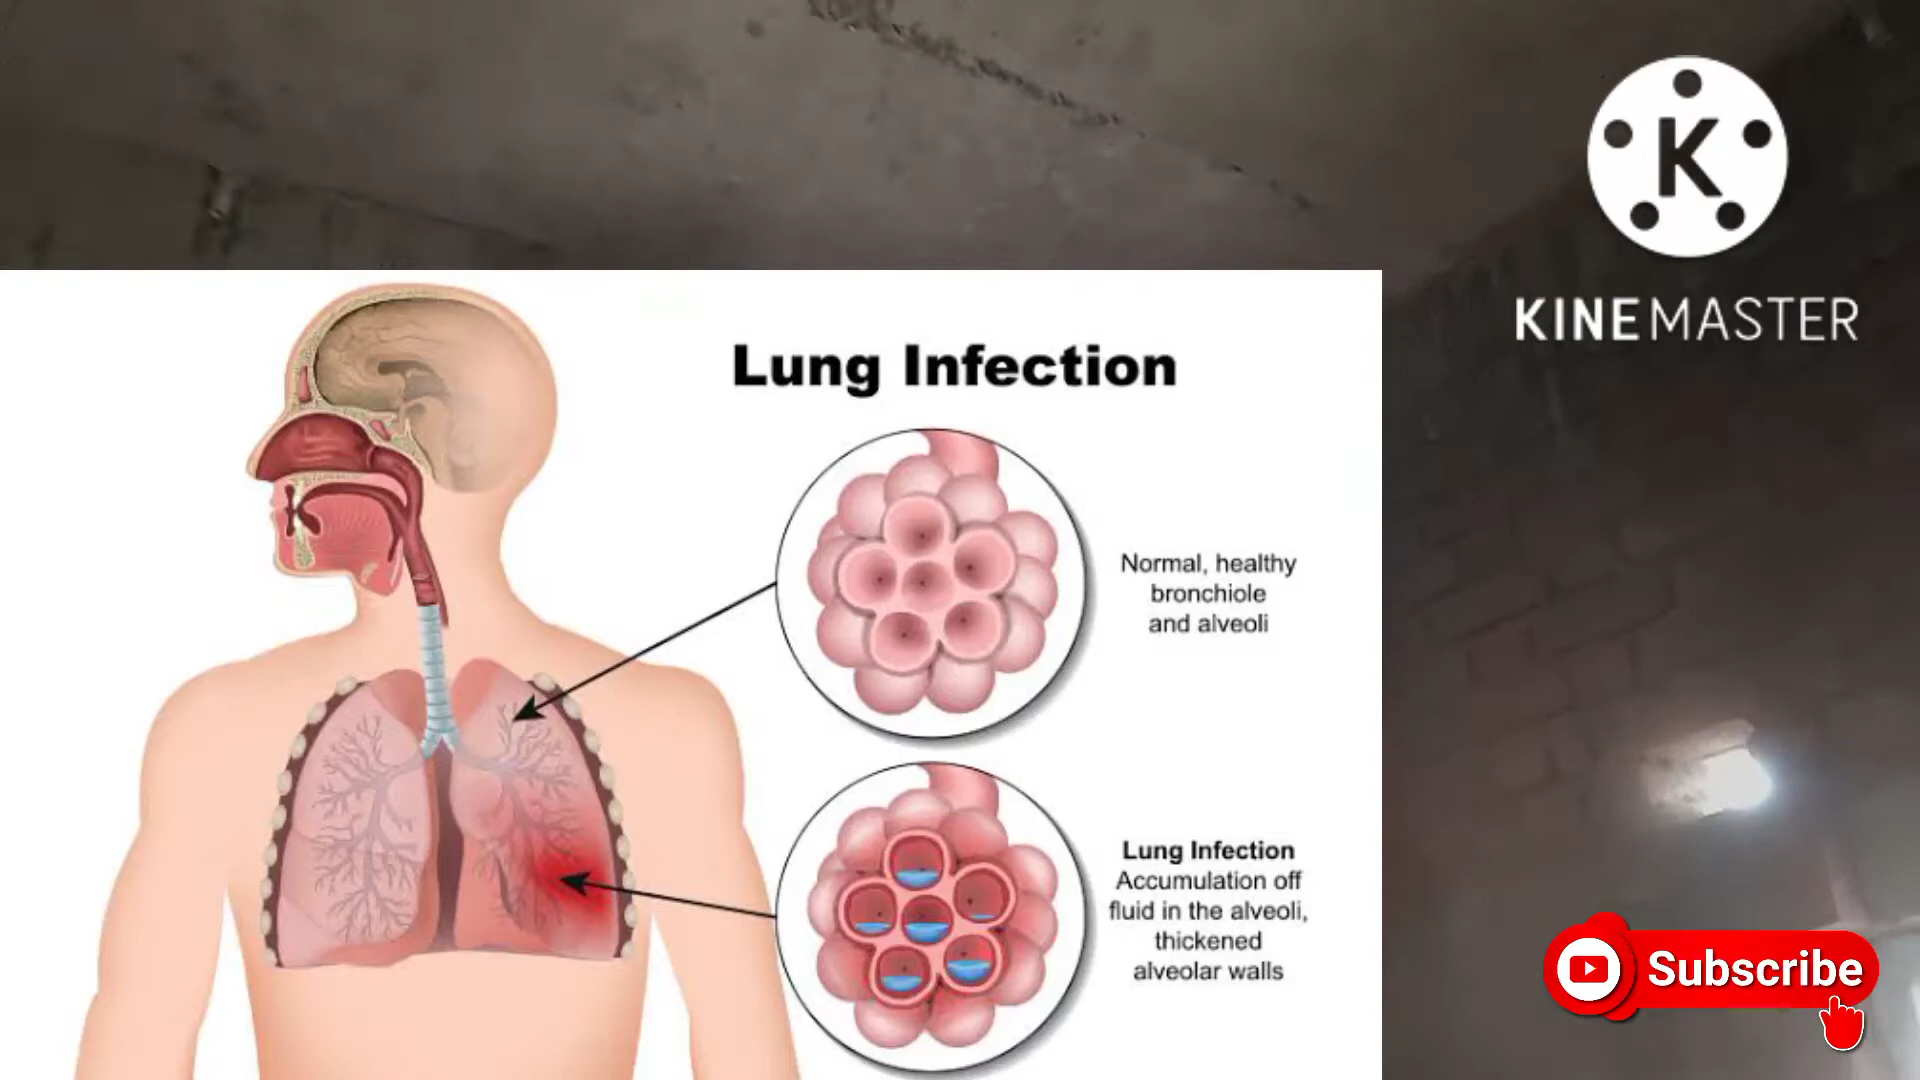 K
KINEMASTER
Lung Infection
Normal, healthy
bronchiole
and alveoli
Lung Infection
Accumulation off
fluid in the alveoli,
thickened
alveolar walls
Subscribe